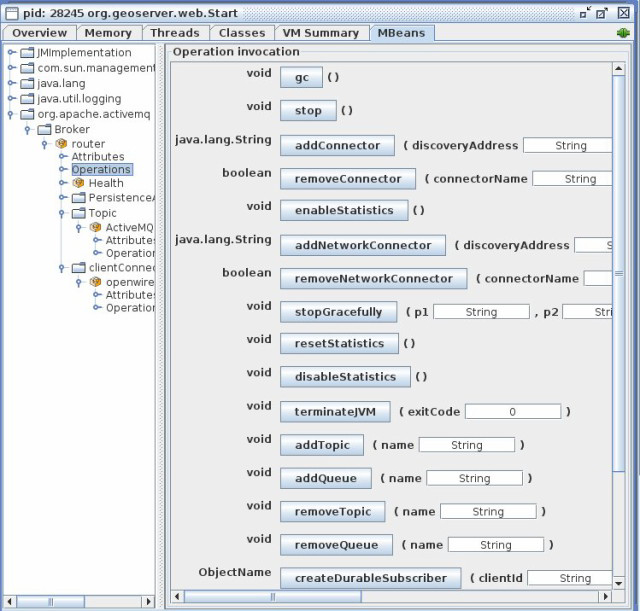 pid: 28245 org.geoserver.web.Start
Overview Memory Threads Classes VM Summary MBeans
JMImplementation
com.sun.management
java.lang
java.util.logging
org.apache.activemq
Broker
router
Attributes
Operations
Health
PersistenceA
Topic
ActiveMQ
Attribute
Operation
clientConnec
openwire
Attribute
Operation
Operation invocation
void gc ()
void stop ()
java.lang.String addConnector ( discoveryAddress String
boolean removeConnector ( connectorName String
void enableStatistics ()
java.lang.String addNetworkConnector ( discoveryAddress S
boolean removeNetworkConnector ( connectorName
void stopGracefully ( p1 String , p2 Stri
void resetStatistics ()
void disableStatistics ()
void terminateJVM ( exitCode 0 )
void addTopic ( name String )
void addQueue ( name String )
void removeTopic ( name String )
void removeQueue ( name String )
ObjectName createDurableSubscriber ( clientId String